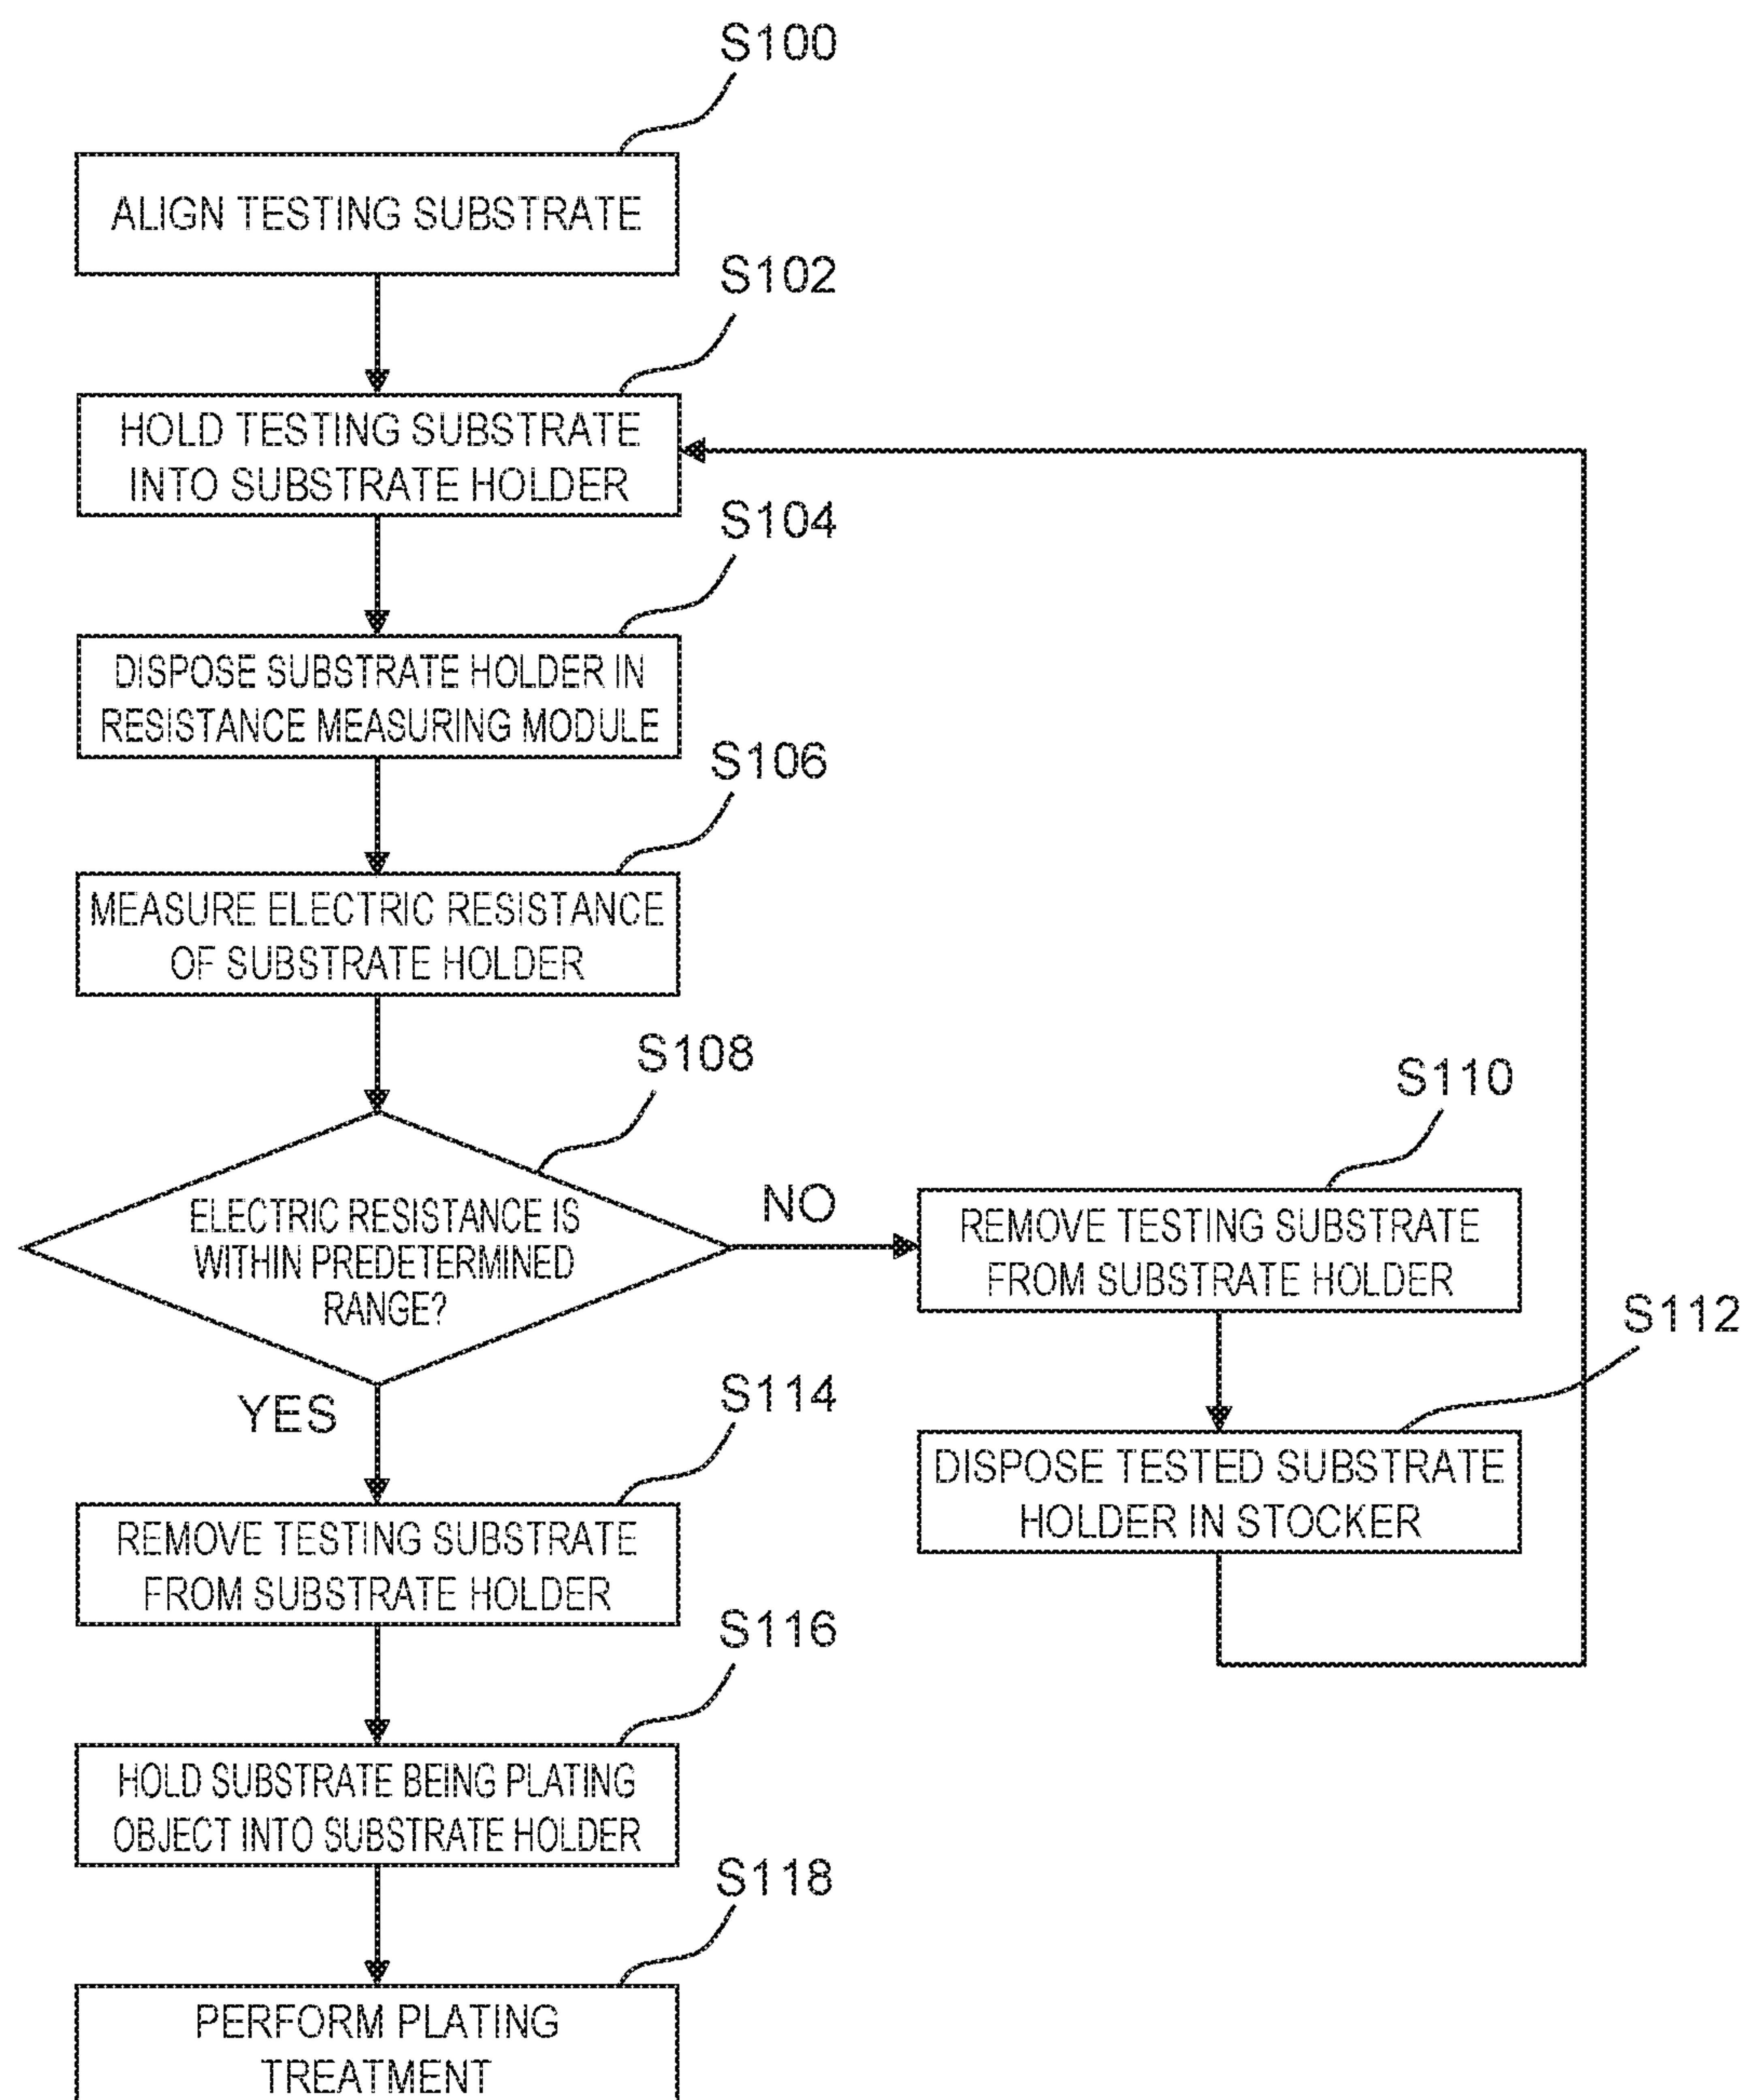 S100
ALIGN TESTING SUBSTRATE
S102
HOLD TESTING SUBSTRATE
INTO SUBSTRATE HOLDER
S104
DISPOSE SUBSTRATE HOLDER IN
RESISTANCE MEASURING MODULE
S106
MEASURE ELECTRIC RESISTANCE
OF SUBSTRATE HOLDER
S108
ELECTRIC RESISTANCE IS
WITHIN PREDETERMINED
RANGE?
NO
S110
REMOVE TESTING SUBSTRATE
FROM SUBSTRATE HOLDER
S112
DISPOSE TESTED SUBSTRATE
HOLDER IN STOCKER
YES
S114
REMOVE TESTING SUBSTRATE
FROM SUBSTRATE HOLDER
S116
HOLD SUBSTRATE BEING PLATING
OBJECT INTO SUBSTRATE HOLDER
S118
PERFORM PLATING
TREATMENT